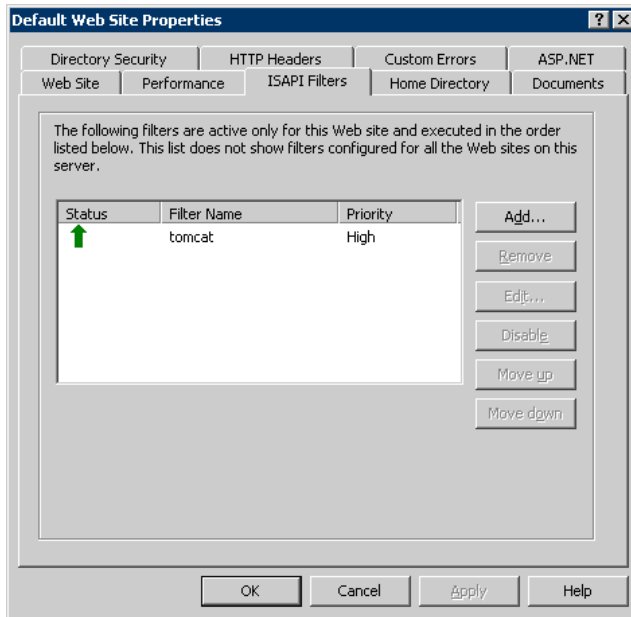 Default Web Site Properties
Directory Security HTTP Headers Custom Errors ASP.NET
Web Site Performance ISAPI Filters Home Directory Documents
The following filters are active only for this Web site and executed in the order
listed below. This list does not show filters configured for all the Web sites on this
server.
Status Filter Name Priority
tomcat High
Add...
Remove
Edit...
Disable
Move up
Move down
OK Cancel Apply Help